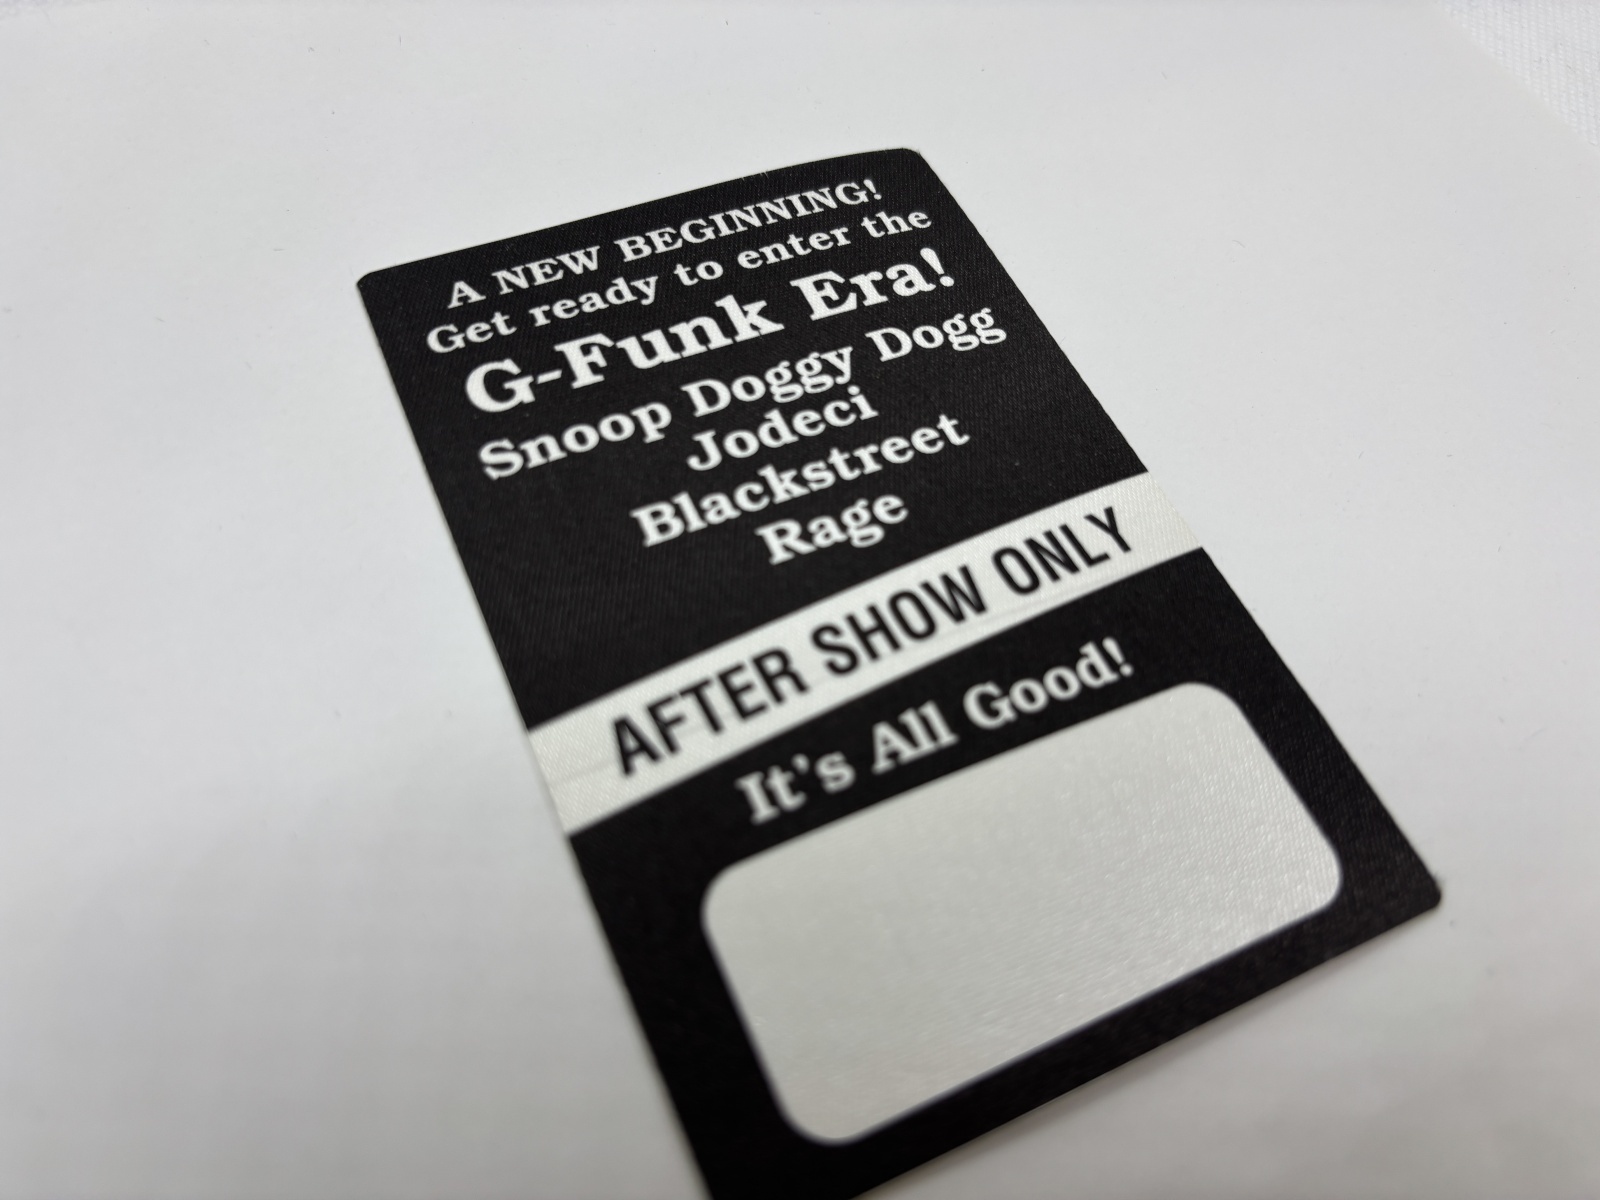 A NEW BEGINNING!
Get ready to enter the
G-Funk Era!
Snoop Doggy Dogg
Jodeci
Blackstreet
Rage
AFTER SHOW ONLY
It's All Good!